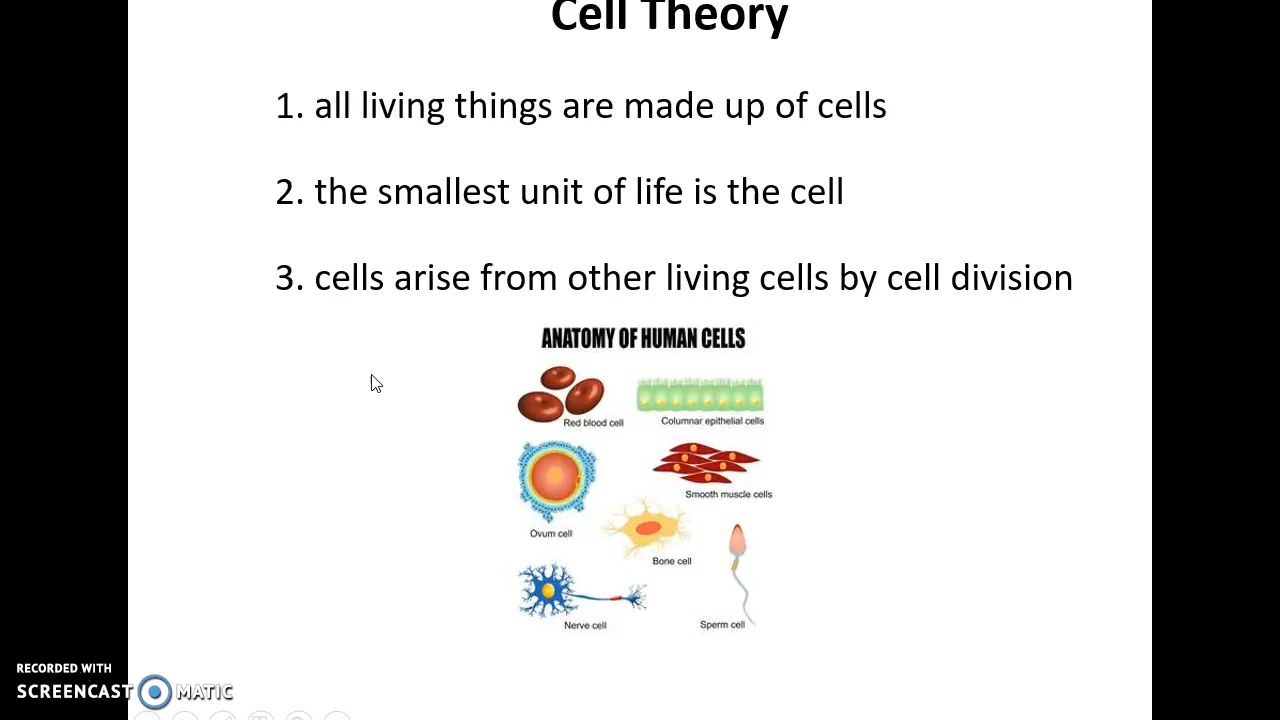 Cell Theory
1. all living things are made up of cells
2. the smallest unit of life is the cell
3. cells arise from other living cells by cell division
ANATOMY OF HUMAN CELLS
Red blood cell
Columnar epithelial cells
Smooth muscle cells
Ovum cell
Bone cell
Nerve cell
Sperm cell
RECORDED WITH
SCREENCAST MATIC